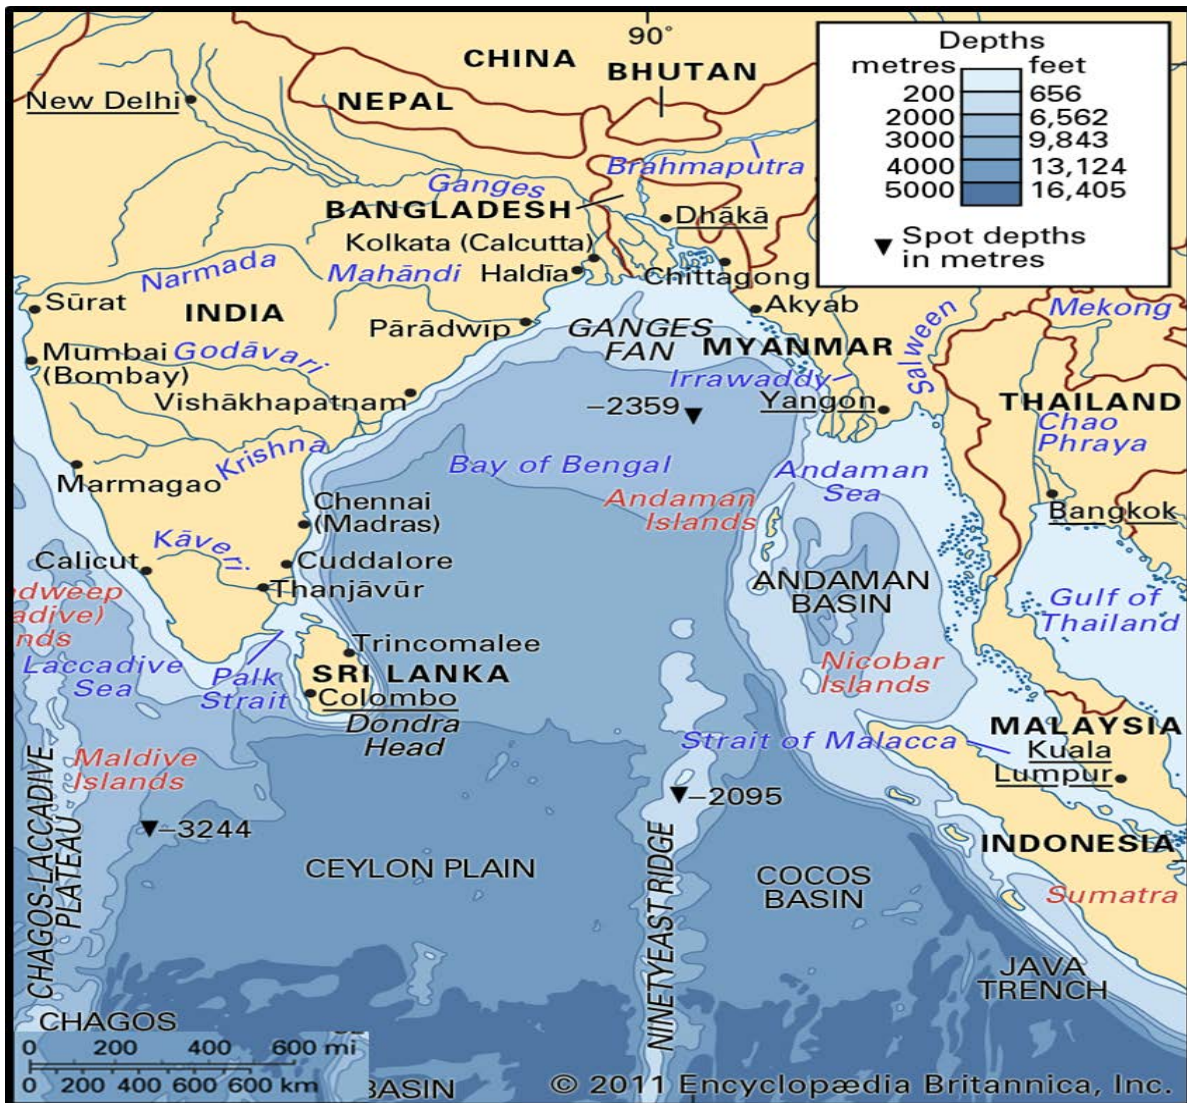 90°
CHINA
BHUTAN
NEPAL
New Delhi
Depths
metres feet
200 656
2000 6,562
3000 9,843
4000 13,124
5000 16,405
Spot depths
in metres
Brahmaputra
Ganges
BANGLADESH
Dhākā
Kolkata (Calcutta)
Narmada
Mahāndi
Haldīa
Chittagong
Sūrat
INDIA
Pārādwīp
Akyab
Mekong
GANGES
FAN
MYANMAR
Salween
Mumbai
(Bombay)
Godāvari
Irrawaddy
Vishākhapatnam
–2359
Yangon
THAILAND
Chao
Phraya
Krishna
Bay of Bengal
Andaman
Sea
Marmagao
Andaman
Islands
Chennai
(Madras)
Bangkok
Kāveri
Calicut
Cuddalore
Thanjāvūr
ANDAMAN
BASIN
Gulf of
Thailand
dweep
adive)
nds
Laccadive
Sea
Palk
Strait
Trincomalee
SRI LANKA
Colombo
Dondra
Head
Nicobar
Islands
MALAYSIA
Strait of Malacca
Kuala
Lumpur
Maldive
Islands
–3244
–2095
CHAGOS-LACCADIVE
PLATEAU
CEYLON PLAIN
NINETYEAST RIDGE
COCOS
BASIN
INDONESIA
Sumatra
JAVA
TRENCH
CHAGOS
0 200 400 600 mi
0 200 400 600 600 km
BASIN
© 2011 Encyclopædia Britannica, Inc.